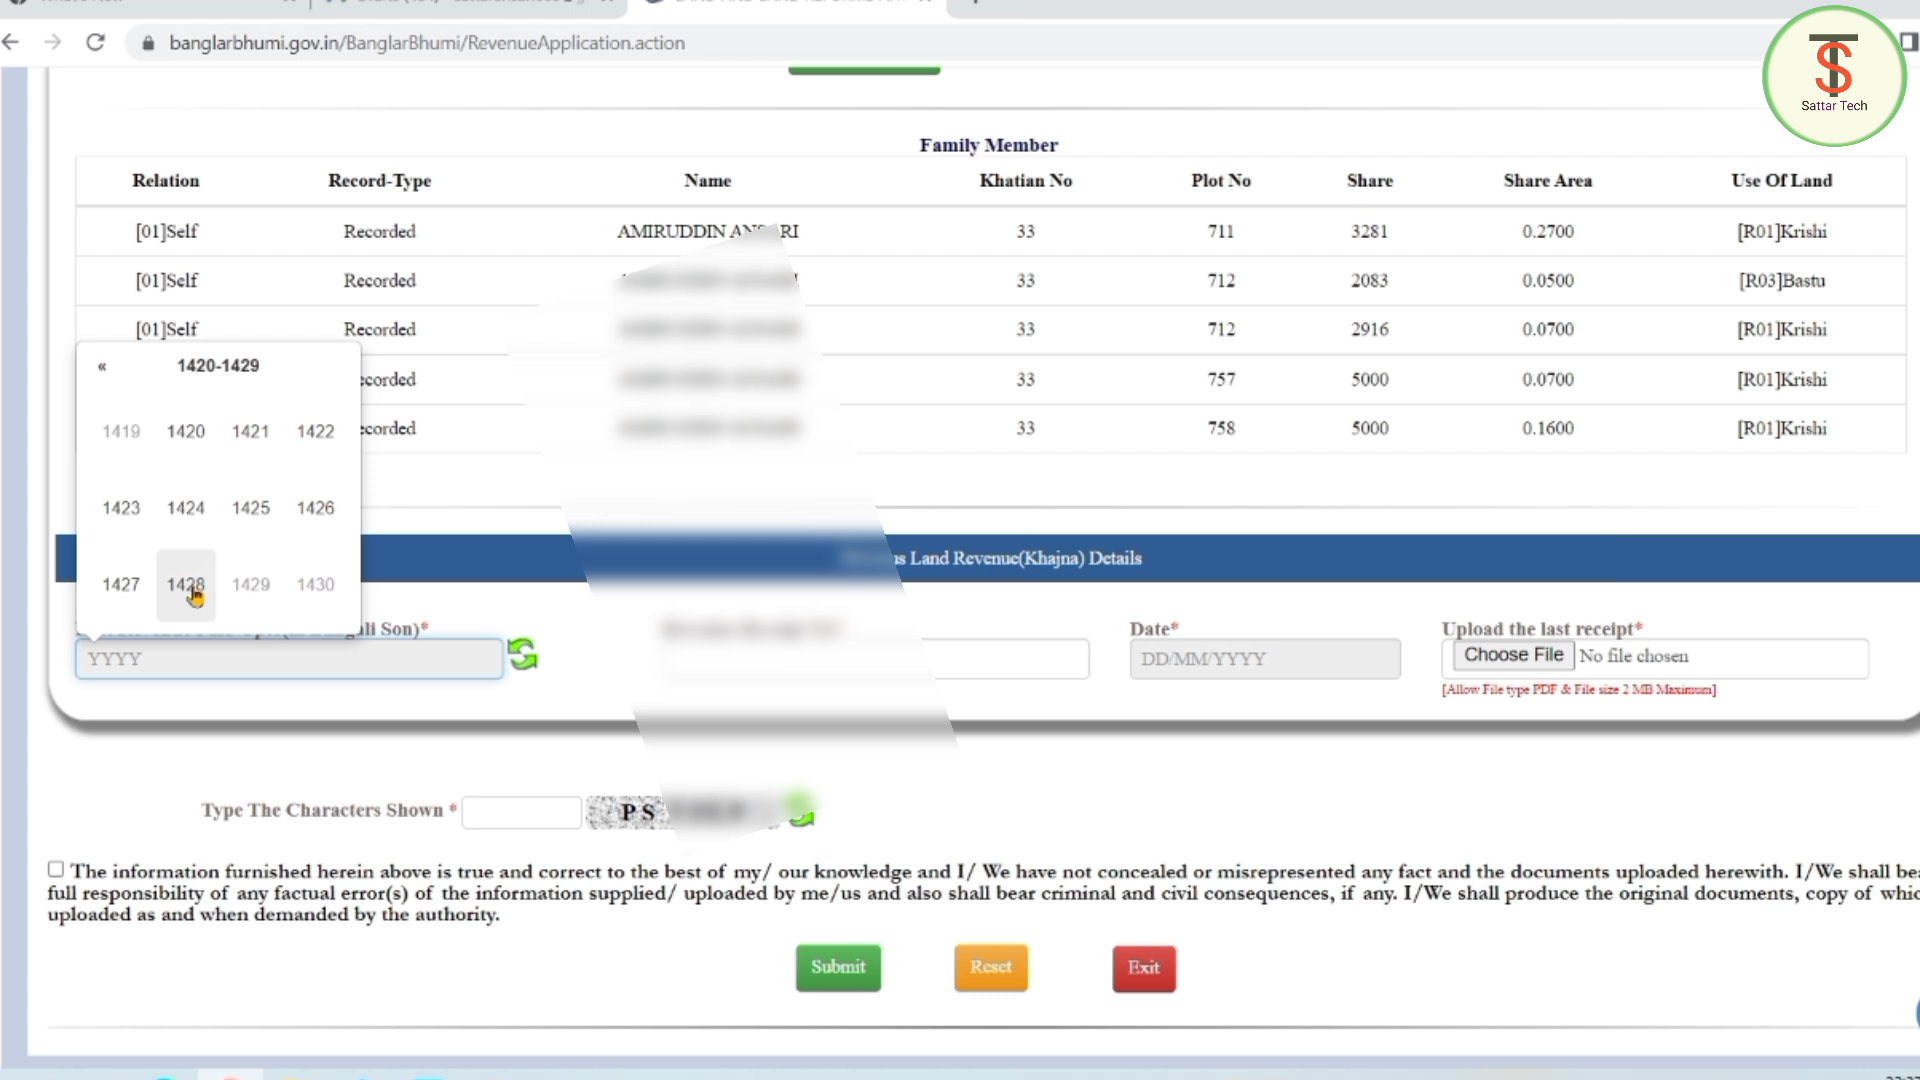 banglarbhumi.gov.in/BanglarBhumi/RevenueApplication.action
Sattar Tech
Family Member
Relation Record-Type Name Khatian No Plot No Share Share Area Use Of Land
[01]Self Recorded AMIRUDDIN ANSARI 33 711 3281 0.2700 [R01]Krishi
[01]Self Recorded 33 712 2083 0.0500 [R03]Bastu
[01]Self Recorded 33 712 2916 0.0700 [R01]Krishi
ecorded 33 757 5000 0.0700 [R01]Krishi
ecorded 33 758 5000 0.1600 [R01]Krishi
« 1420-1429
1419 1420 1421 1422
1423 1424 1425 1426
1427 1428 1429 1430
Land Revenue(Khajna) Details
Son)* Date* Upload the last receipt*
YYYY DD/MM/YYYY Choose File No file chosen
[Allow File type PDF & File size 2 MB Maximum]
Type The Characters Shown * P S
The information furnished herein above is true and correct to the best of my/ our knowledge and I/ We have not concealed or misrepresented any fact and the documents uploaded herewith. I/We shall
full responsibility of any factual error(s) of the information supplied/ uploaded by me/us and also shall bear criminal and civil consequences, if any. I/We shall produce the original documents, copy of
uploaded as and when demanded by the authority.
Submit Reset Exit